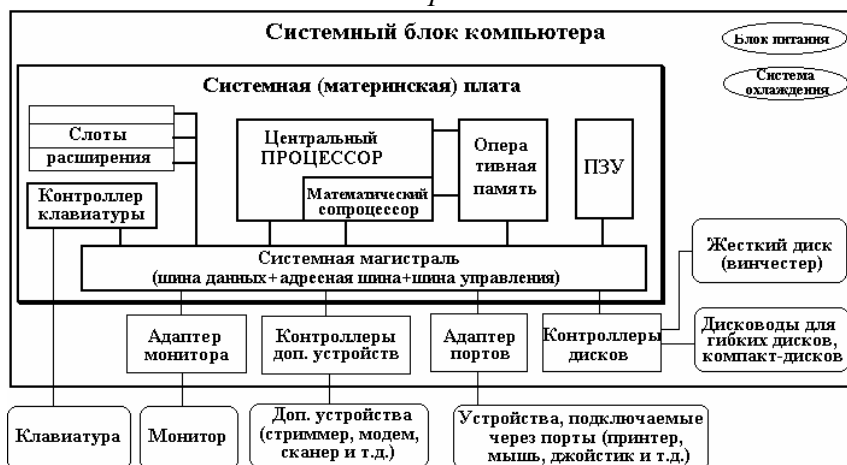 Системный блок компьютера
Блок питания
Система
охлаждения
Системная (материнская) плата
Слоты
расширения
Центральный
ПРОЦЕССОР
Математический
сопроцессор
Опера
тивная
память
ПЗУ
Контроллер
клавиатуры
Системная магистраль
(шина данных+адресная шина+шина управления)
Жесткий диск
(винчестер)
Адаптер
монитора
Контроллеры
доп. устройств
Адаптер
портов
Контроллеры
дисков
Дисководы для
гибких дисков,
компакт-дисков
Клавиатура
Монитор
Доп. устройства
(стриммер, модем,
сканер и т.д.)
Устройства, подключаемые
через порты (принтер,
мышь, джойстик и т.д.)